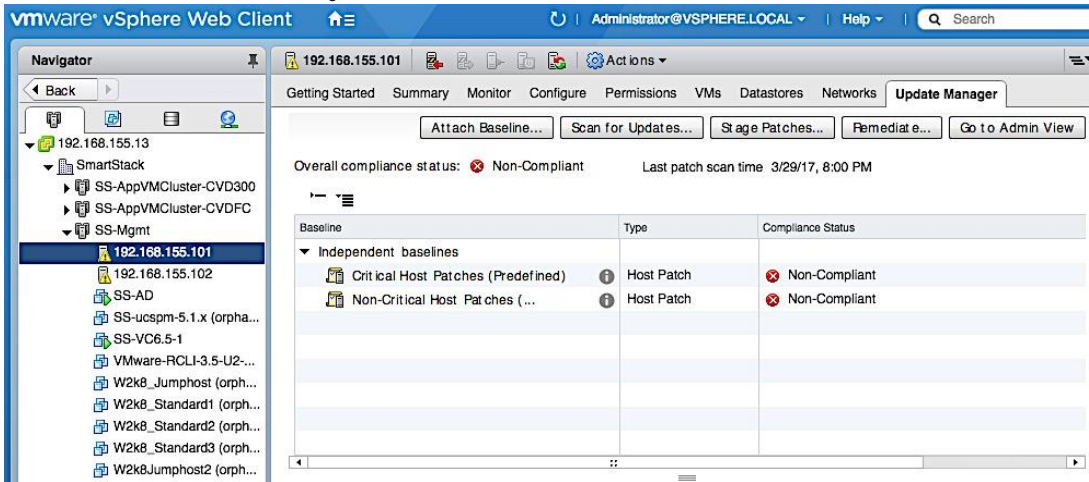 vmware® vSphere Web Client
Administrator@VSPHERE.LOCAL
Help
Search
Navigator
Back
192.168.155.13
SmartStack
SS-AppVMCluster-CVD300
SS-AppVMCluster-CVDFC
SS-Mgmt
192.168.155.101
192.168.155.102
SS-AD
SS-ucspm-5.1.x (orpha...
SS-VC6.5-1
VMware-RCLI-3.5-U2-...
W2k8_Jumphost (orph...
W2k8_Standard1 (orph...
W2k8_Standard2 (orph...
W2k8_Standard3 (orph...
W2k8Jumphost2 (orph...
192.168.155.101
Actions
Getting Started Summary Monitor Configure Permissions VMs Datastores Networks Update Manager
Attach Baseline... Scan for Updates... Stage Patches... Remediate... Go to Admin View
Overall compliance status: Non-Compliant Last patch scan time 3/29/17, 8:00 PM
Baseline Type Compliance Status
Independent baselines
Critical Host Patches (Predefined) Host Patch Non-Compliant
Non-Critical Host Patches (... Host Patch Non-Compliant